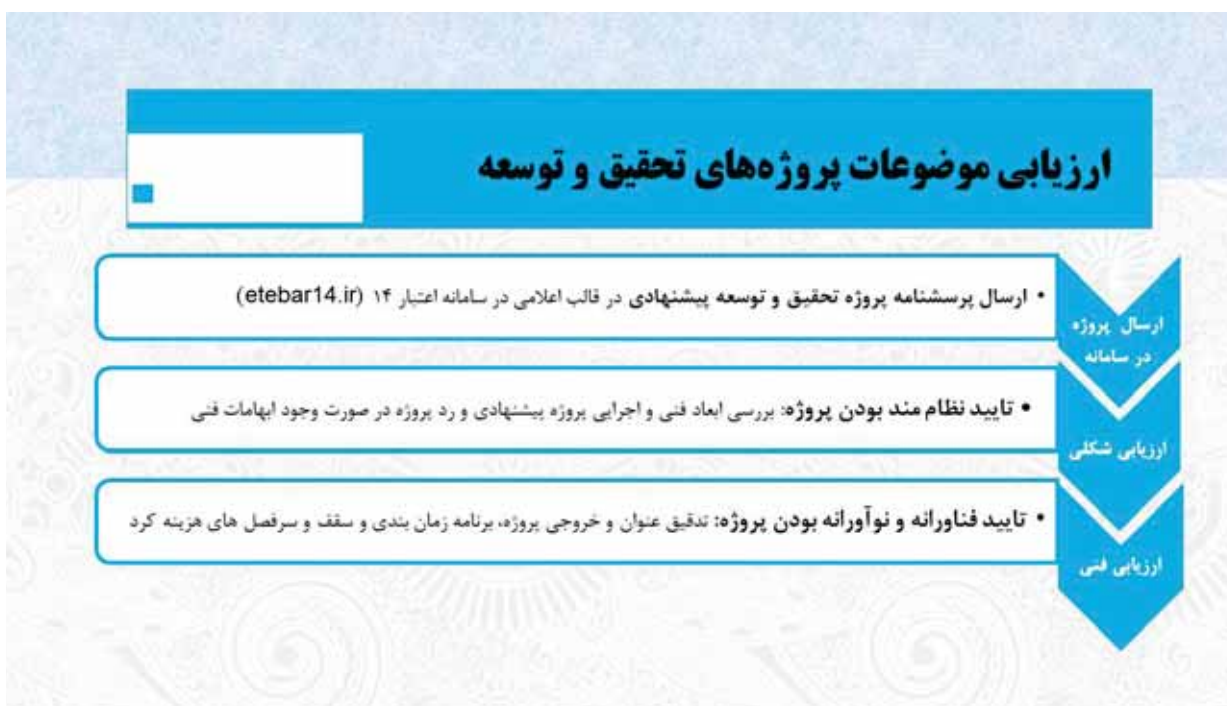 ارزیابی موضوعات پروژه‌های تحقیق و توسعه
ارسال پروژه
در سامانه
• ارسال پرسشنامه پروژه تحقیق و توسعه پیشنهادی در قالب اعلامی در سامانه اعتبار ۱۴ (etebar14.ir)
ارزیابی شکلی
• تایید نظام مند بودن پروژه: بررسی ابعاد فنی و اجرایی پروژه پیشنهادی و رد پروژه در صورت وجود ابهامات فنی
ارزیابی فنی
• تایید فناورانه و نوآورانه بودن پروژه: تدقیق عنوان و خروجی پروژه، برنامه زمان بندی و سقف و سرفصل های هزینه کرد